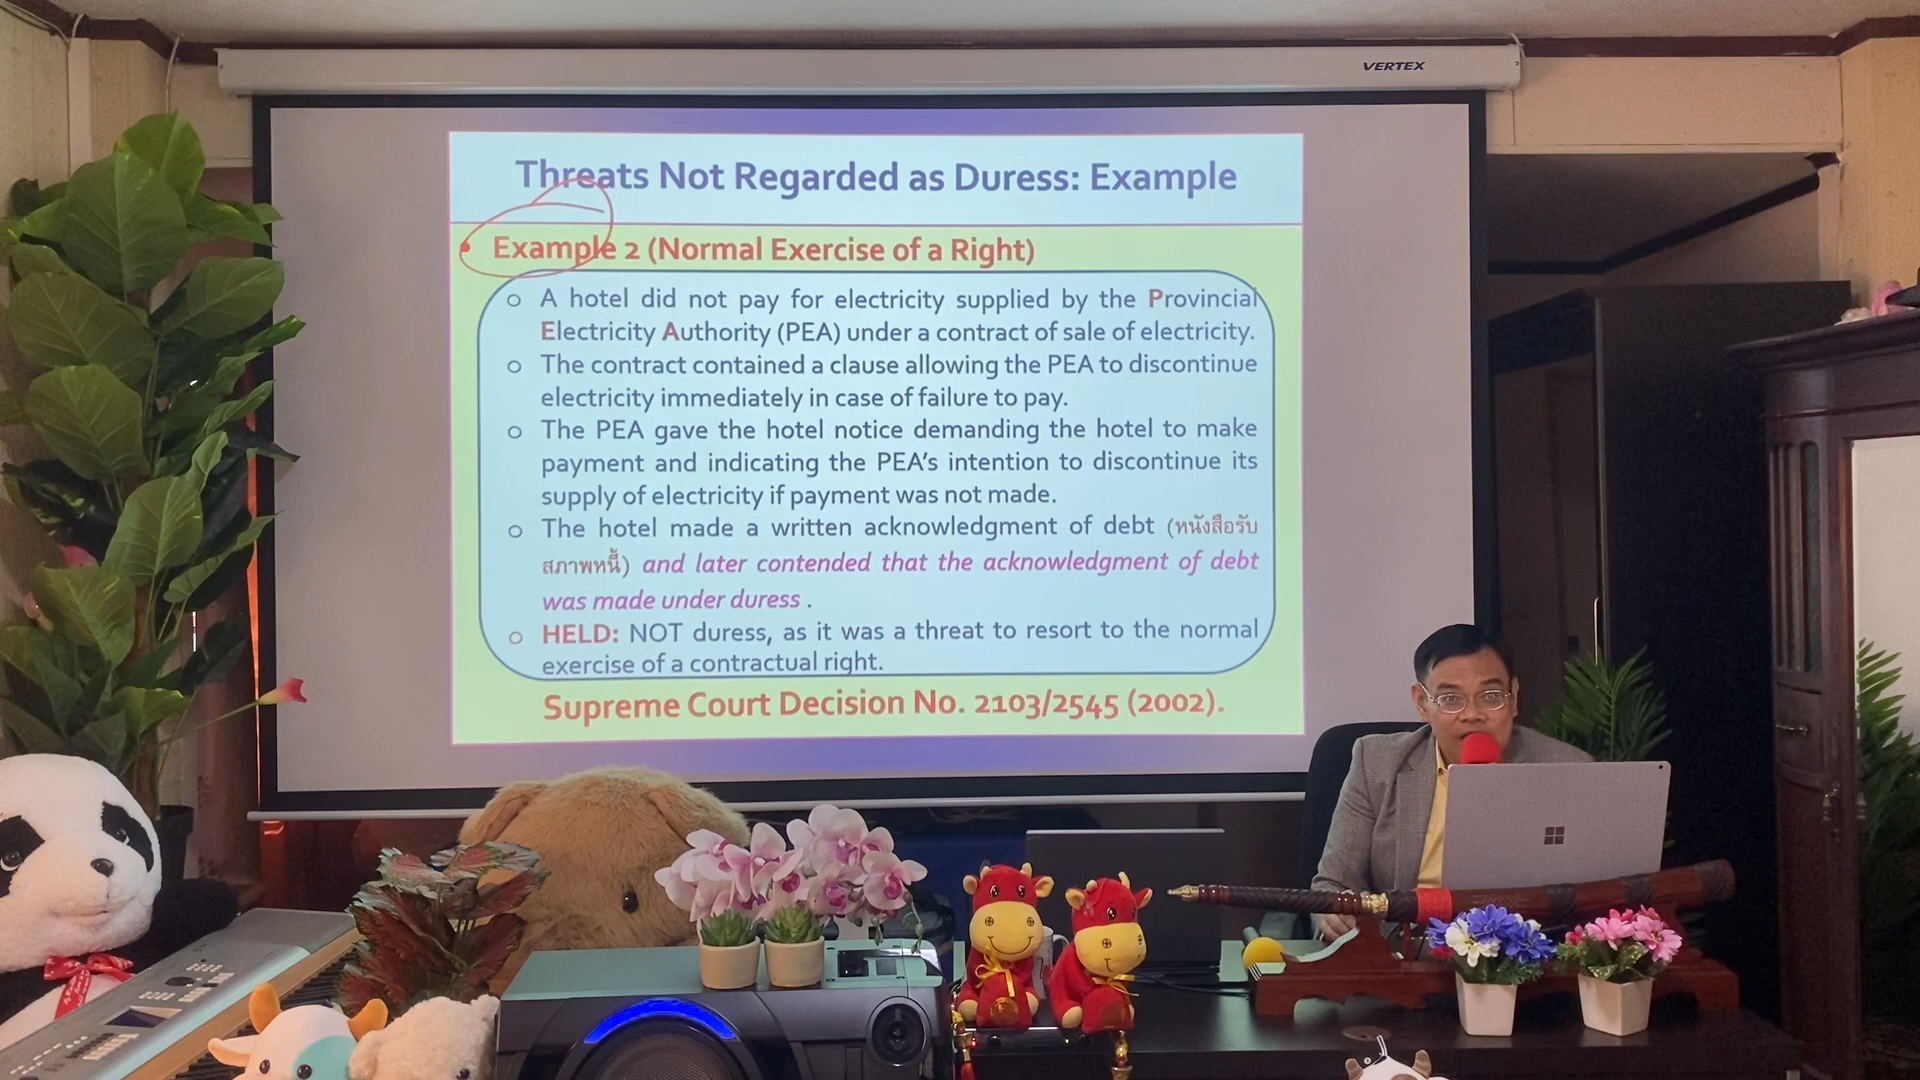 VERTEX
Threats Not Regarded as Duress: Example
• Example 2 (Normal Exercise of a Right)
o A hotel did not pay for electricity supplied by the Provincial
Electricity Authority (PEA) under a contract of sale of electricity.
o The contract contained a clause allowing the PEA to discontinue
electricity immediately in case of failure to pay.
o The PEA gave the hotel notice demanding the hotel to make
payment and indicating the PEA's intention to discontinue its
supply of electricity if payment was not made.
o The hotel made a written acknowledgment of debt (หนังสือรับ
สภาพหนี้) and later contended that the acknowledgment of debt
was made under duress .
o HELD: NOT duress, as it was a threat to resort to the normal
exercise of a contractual right.
Supreme Court Decision No. 2103/2545 (2002).